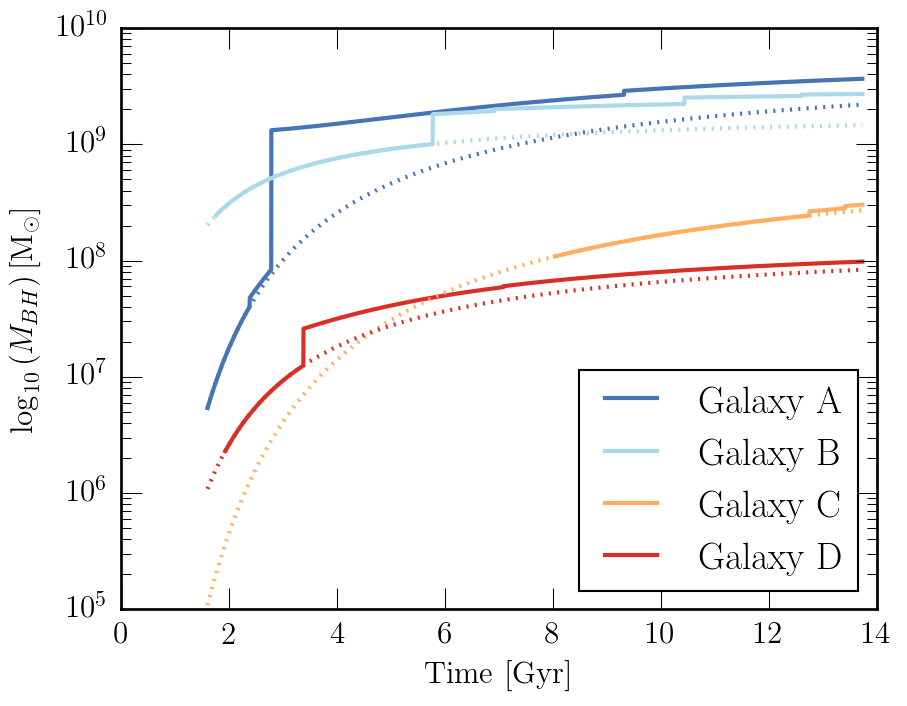 10^10
10^9
10^8
10^7
10^6
10^5
log_10(M_BH) [M_⊙]
0 2 4 6 8 10 12 14
Time [Gyr]
Galaxy A
Galaxy B
Galaxy C
Galaxy D